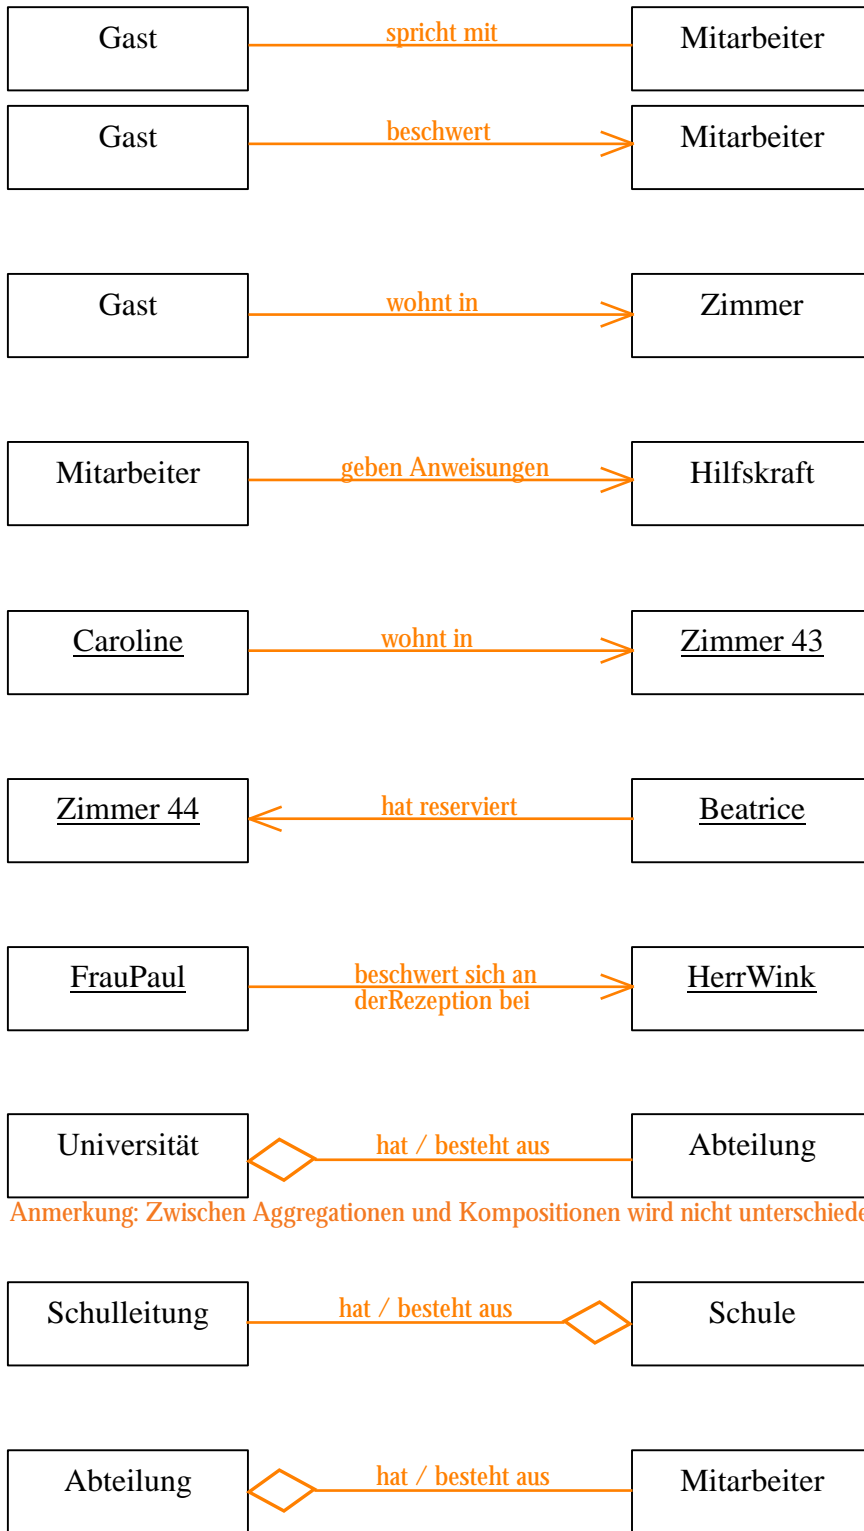 Gast spricht mit Mitarbeiter
Gast beschwert Mitarbeiter
Gast wohnt in Zimmer
Mitarbeiter geben Anweisungen Hilfskraft
Caroline wohnt in Zimmer 43
Zimmer 44 hat reserviert Beatrice
FrauPaul beschwert sich an HerrWink
derRezeption bei
Universität hat / besteht aus Abteilung
Anmerkung: Zwischen Aggregationen und Kompositionen wird nicht unterschiede
Schulleitung hat / besteht aus Schule
Abteilung hat / besteht aus Mitarbeiter